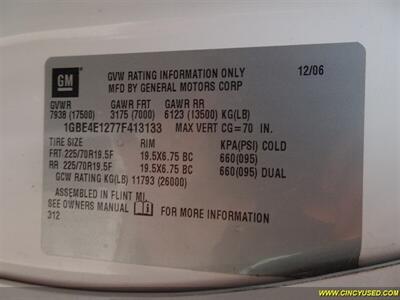 GM
GVW RATING INFORMATION ONLY 12/06
MFD BY GENERAL MOTORS CORP
GVWR GAWR FRT GAWR RR
7938 (17500) 3175 (7000) 6123 (13500) KG(LB)
1GBE4E1277F413133 MAX VERT CG=70 IN.
TIRE SIZE RIM KPA(PSI) COLD
FRT 225/70R19.5F 19.5X6.75 BC 660(095)
RR 225/70R19.5F 19.5X6.75 BC 660(095) DUAL
GCW RATING KG(LB) 11793 (26000)
ASSEMBLED IN FLINT MI.
SEE OWNERS MANUAL FOR MORE INFORMATION
312
WWW.CINCYUSED.COM